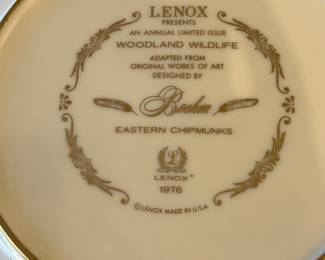 LENOX
PRESENTS
AN ANNUAL LIMITED ISSUE
WOODLAND WILDLIFE
ADAPTED FROM
ORIGINAL WORKS OF ART
DESIGNED BY
Boehm
EASTERN CHIPMUNKS
L
LENOX®
1976
©LENOX MADE IN U.S.A